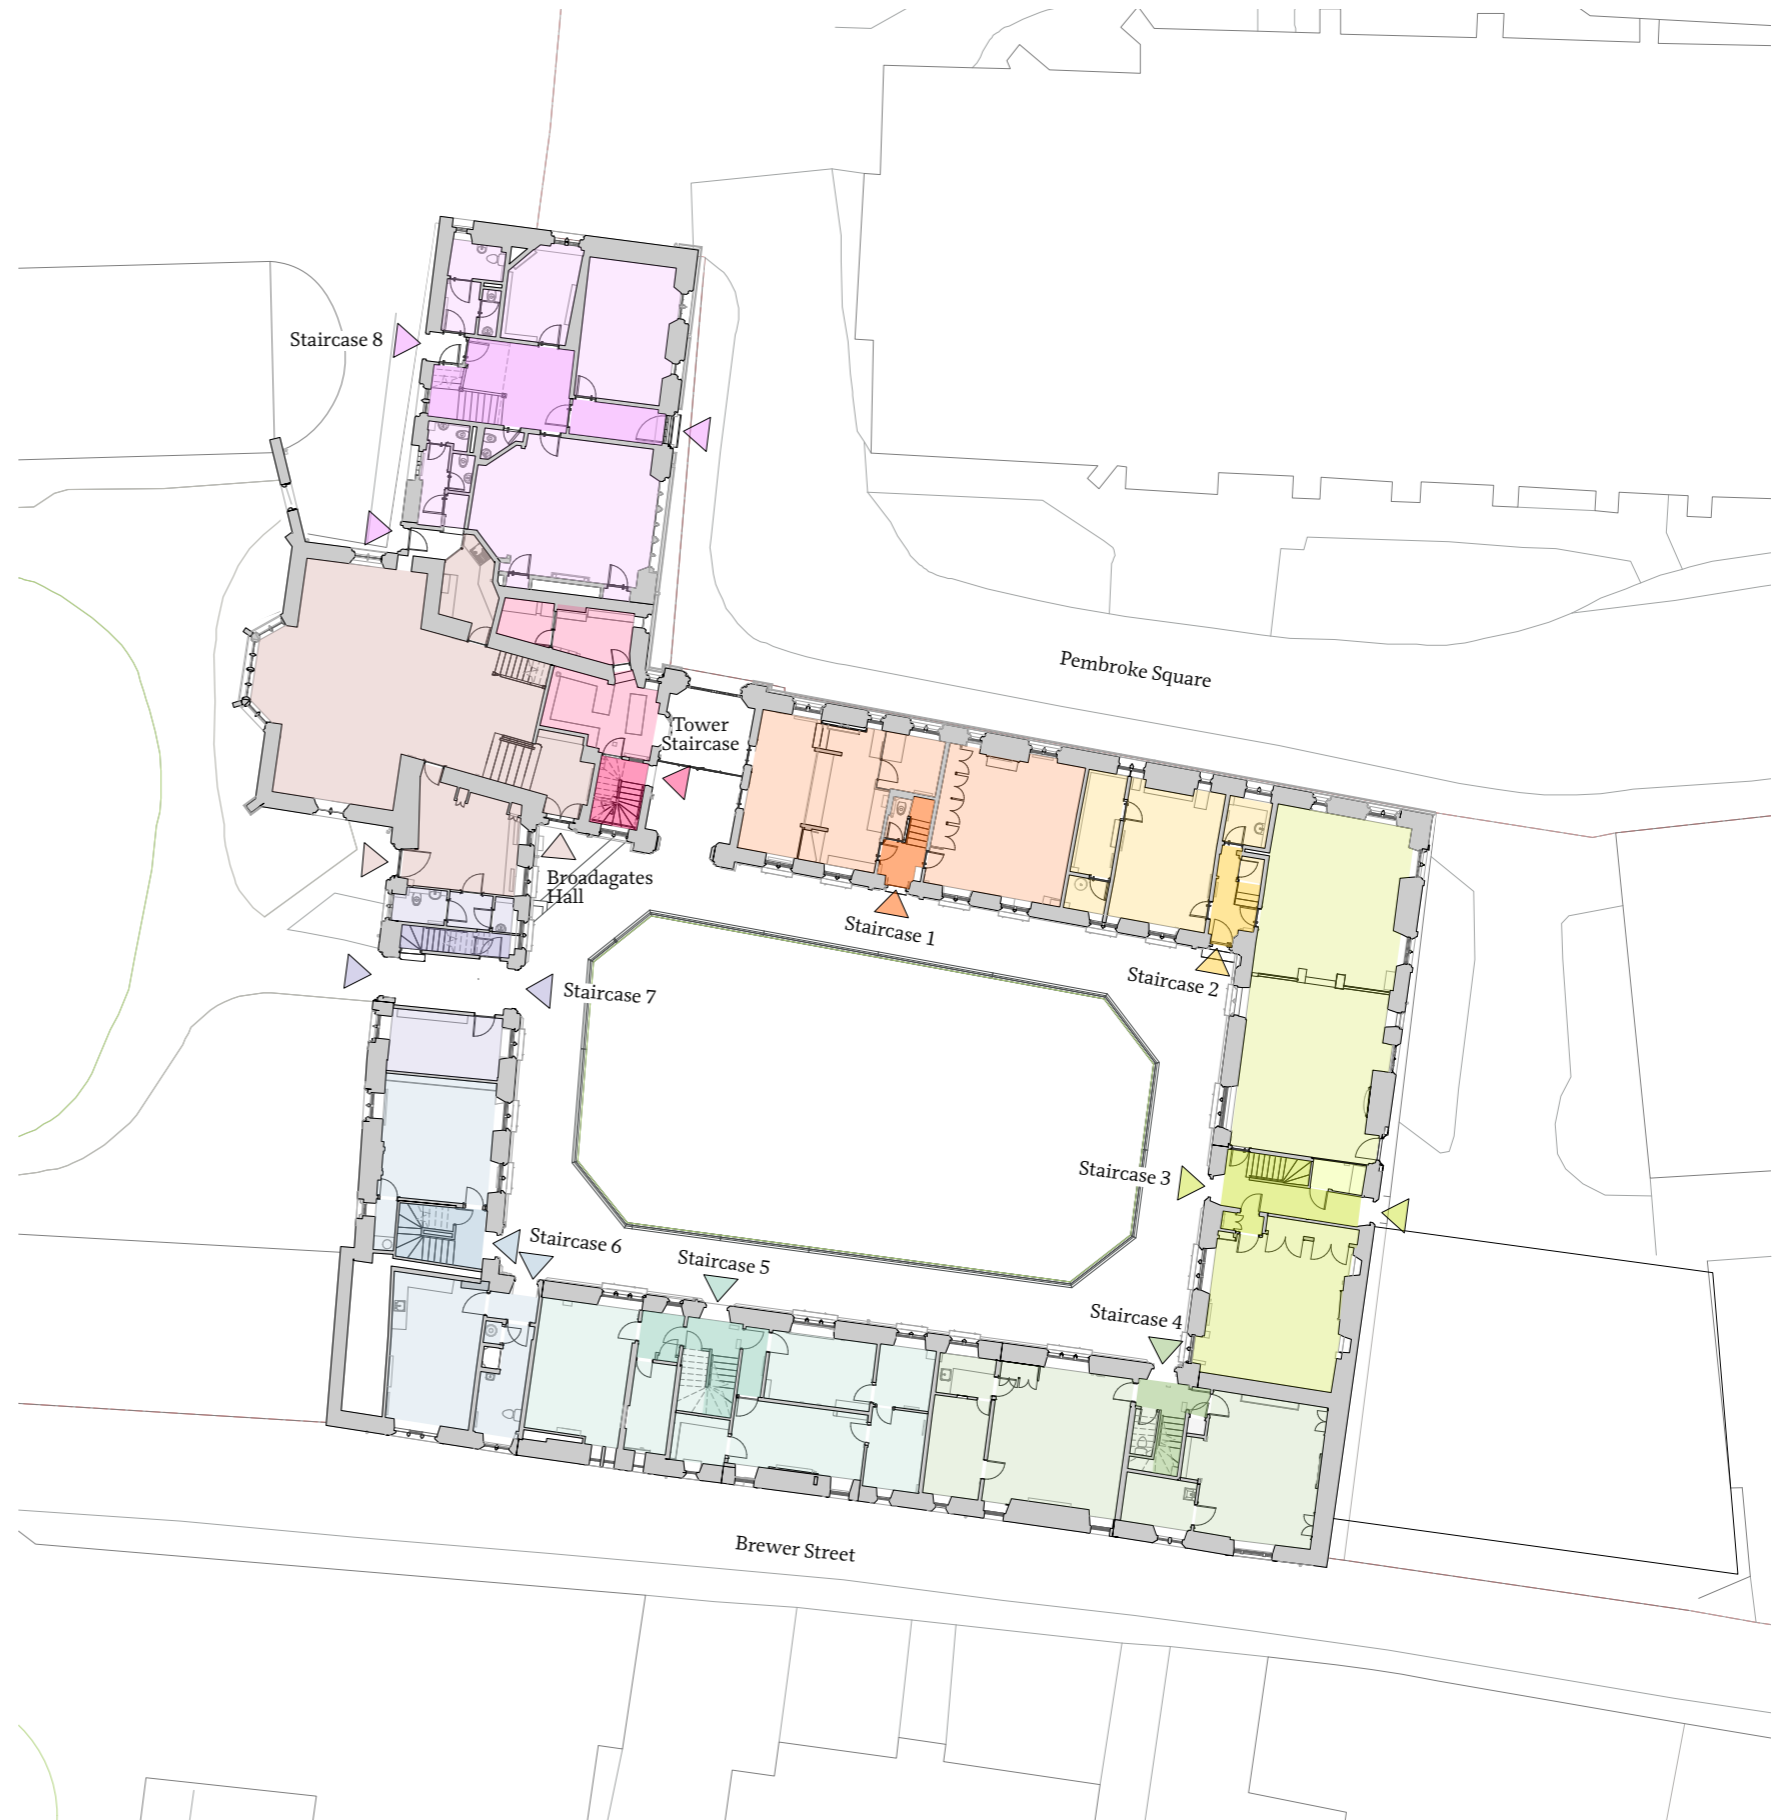 Staircase 8
Pembroke Square
Tower
Staircase
Broadagates
Hall
Staircase 1
Staircase 2
Staircase 7
Staircase 3
Staircase 6
Staircase 5
Staircase 4
Brewer Street